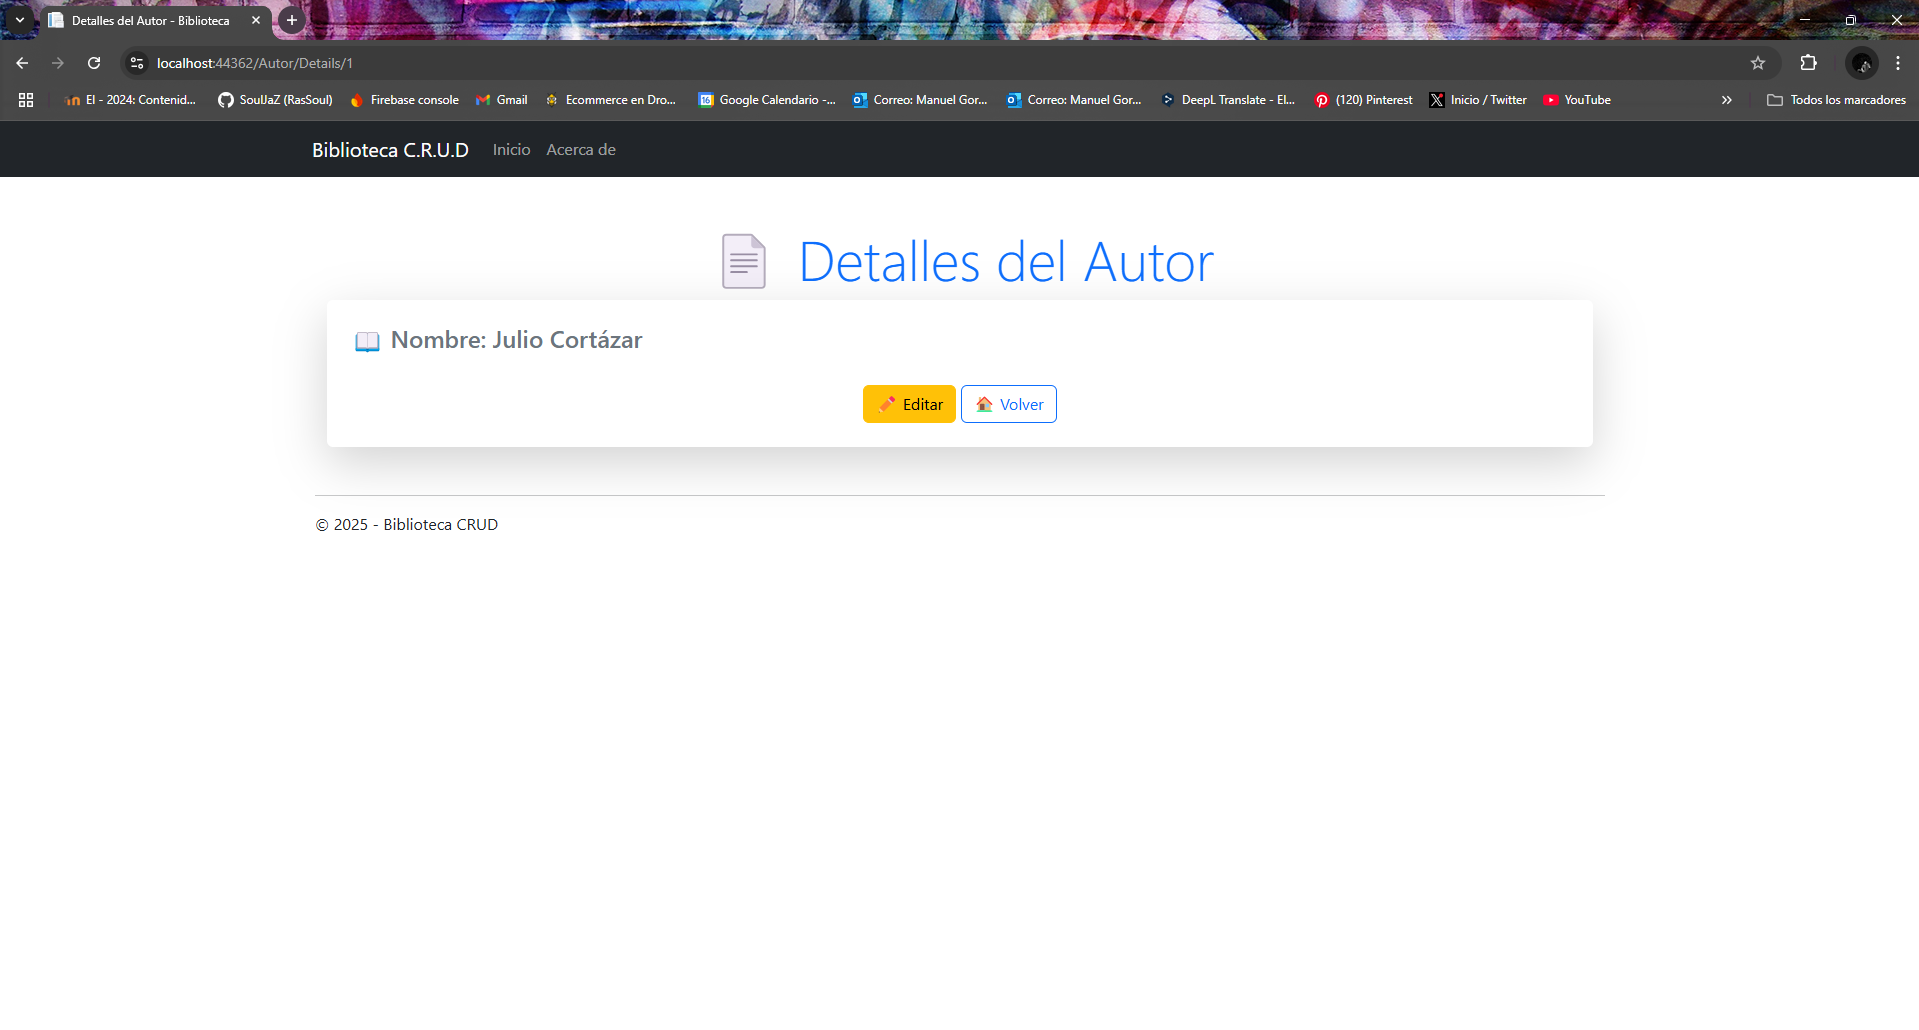 Detalles del Autor - Biblioteca
localhost:44362/Autor/Details/1
EI - 2024: Contenid...
SoulJaZ (RasSoul)
Firebase console
Gmail
Ecommerce en Dro...
16
Google Calendario -...
Correo: Manuel Gor...
Correo: Manuel Gor...
DeepL Translate - El...
(120) Pinterest
Inicio / Twitter
YouTube
Todos los marcadores
Biblioteca C.R.U.D
Inicio
Acerca de
Detalles del Autor
Nombre: Julio Cortázar
Editar
Volver
© 2025 - Biblioteca CRUD